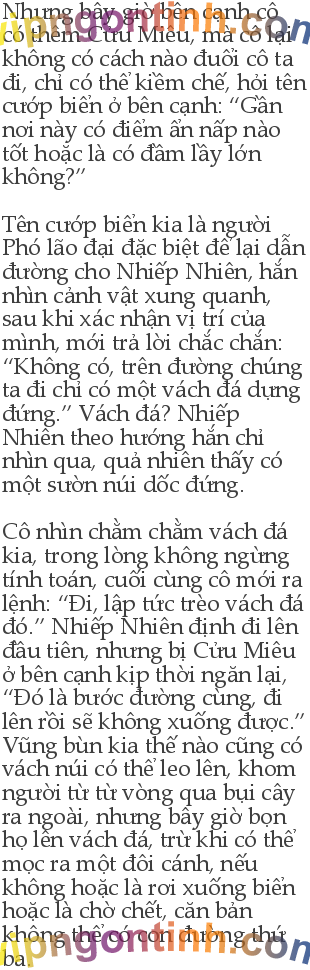 Nhưng bây giờ bên cạnh cô
có thêm Cửu Miêu, mà cô lại
không có cách nào đuổi cô ta
đi, chỉ có thể kiềm chế, hỏi tên
cướp biển ở bên cạnh: “Gần
nơi này có điểm ẩn nấp nào
tốt hoặc là có đầm lầy lớn
không?”
Tên cướp biển kia là người
Phó lão đại đặc biệt để lại dẫn
đường cho Nhiếp Nhiên, hắn
nhìn cảnh vật xung quanh,
sau khi xác nhận vị trí của
mình, mới trả lời chắc chắn:
“Không có, trên đường chúng
ta đi chỉ có một vách đá dựng
đứng.” Vách đá? Nhiếp
Nhiên theo hướng hắn chỉ
nhìn qua, quả nhiên thấy có
một sườn núi dốc đứng.
Cô nhìn chằm chằm vách đá
kia, trong lòng không ngừng
tính toán, cuối cùng cô mới ra
lệnh: “Đi, lập tức trèo vách đá
đó.” Nhiếp Nhiên định đi lên
đầu tiên, nhưng bị Cửu Miêu
ở bên cạnh kịp thời ngăn lại,
“Đó là bước đường cùng, đi
lên rồi sẽ không xuống được.”
Vũng bùn kia thế nào cũng có
vách núi có thể leo lên, khom
người từ từ vòng qua bụi cây
ra ngoài, nhưng bây giờ bọn
họ lên vách đá, trừ khi có thể
mọc ra một đôi cánh, nếu
không hoặc là rơi xuống biển
hoặc là chờ chết, căn bản
không thể có con đường thứ
ba.